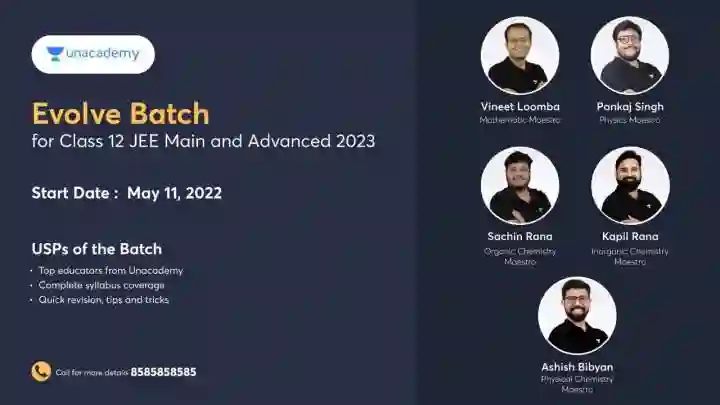 unacademy
Evolve Batch
for Class 12 JEE Main and Advanced 2023
Start Date : May 11, 2022
USPs of the Batch
• Top educators from Unacademy
• Complete syllabus coverage
• Quick revision, tips and tricks
Call for more details 8585858585
Vineet Loomba
Mathematic Maestro
Pankaj Singh
Physics Maestro
Sachin Rana
Organic Chemistry
Maestro
Kapil Rana
Inorganic Chemistry
Maestro
Ashish Bibyan
Physical Chemistry
Maestro